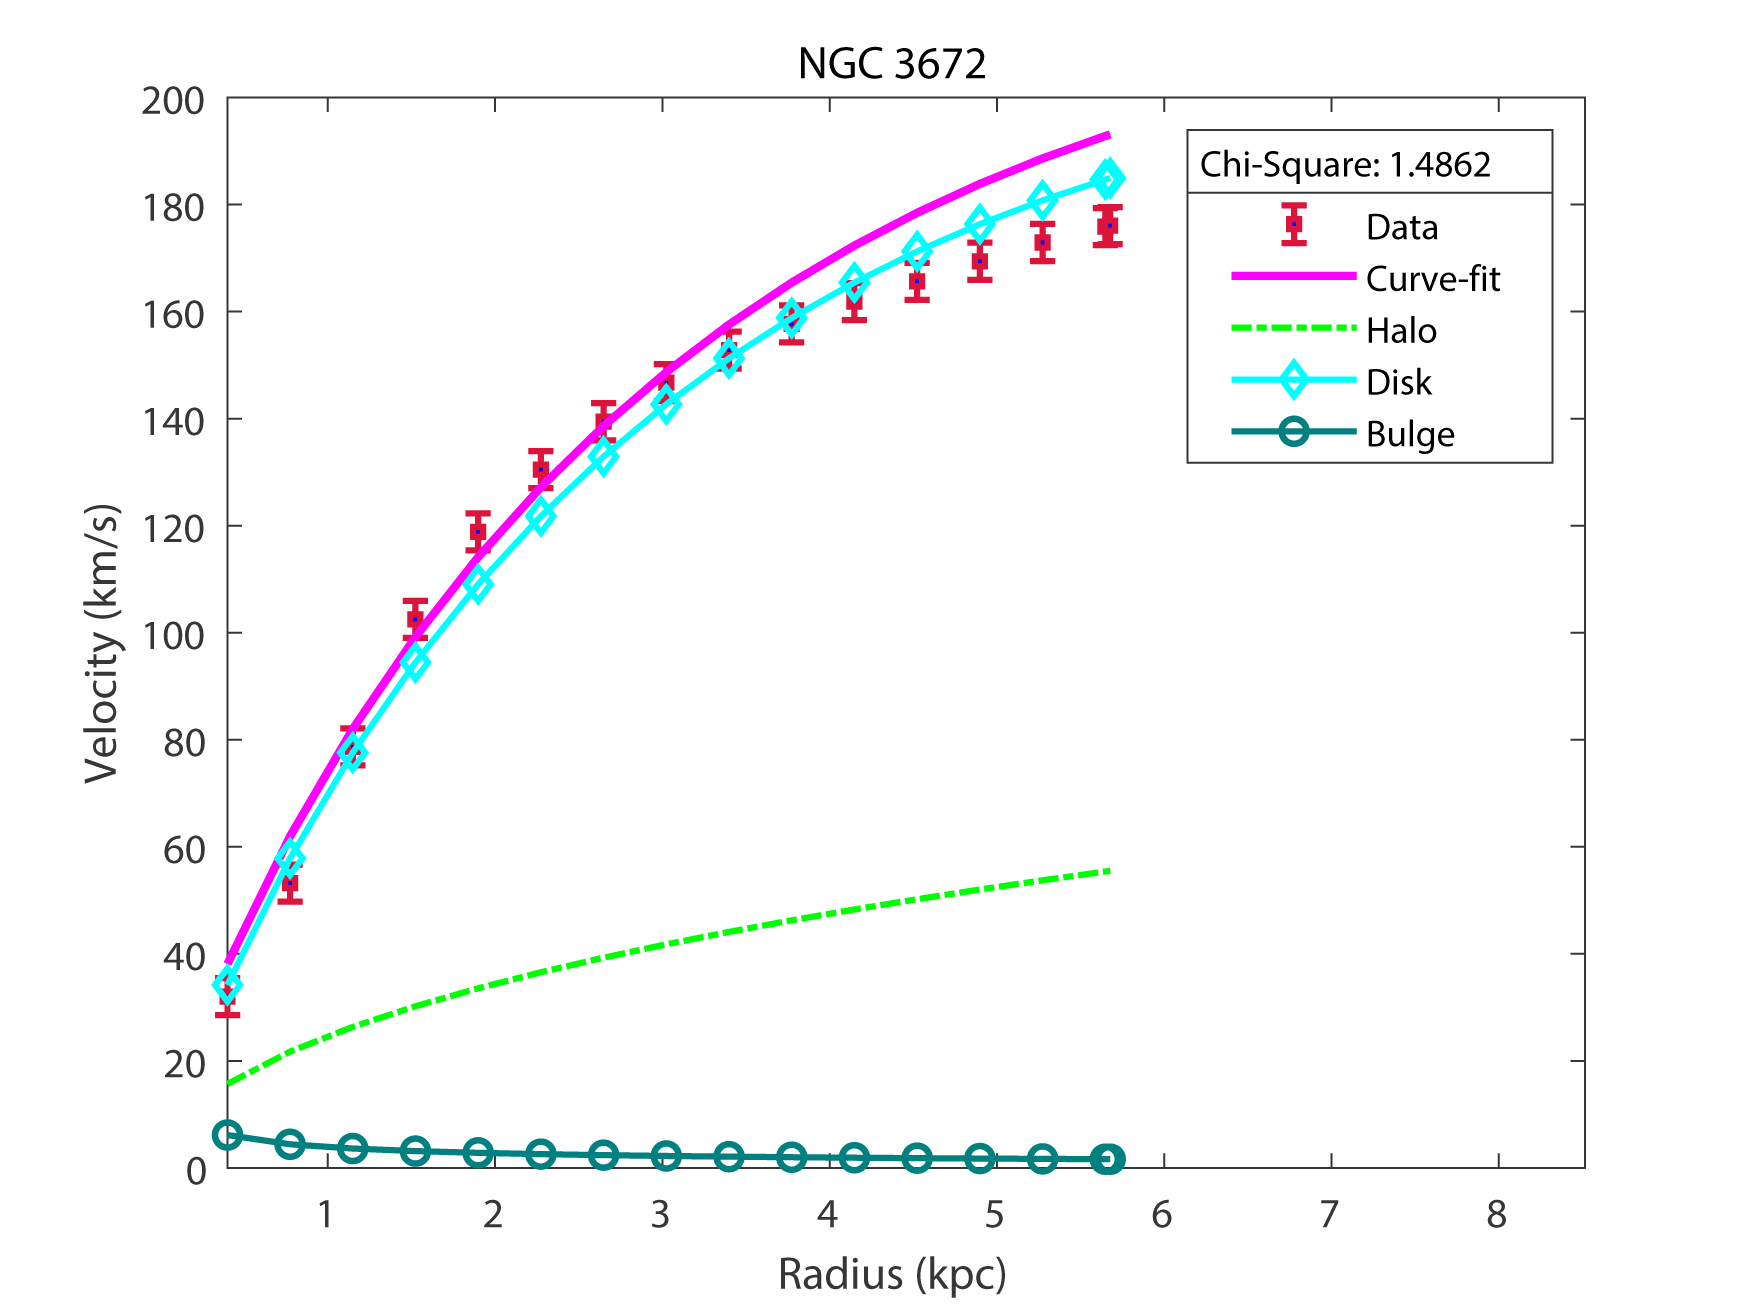 NGC 3672
200
180
160
140
120
100
80
60
40
20
0
Velocity (km/s)
Chi-Square: 1.4862
Data
Curve-fit
Halo
Disk
Bulge
1 2 3 4 5 6 7 8
Radius (kpc)